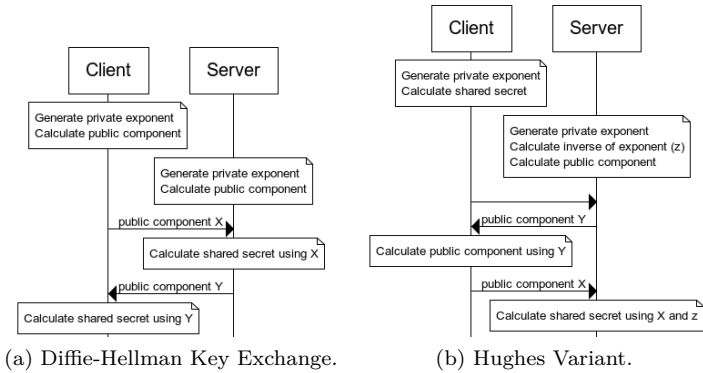 Client
Server
Generate private exponent
Calculate public component
Generate private exponent
Calculate public component
public component X
Calculate shared secret using X
public component Y
Calculate shared secret using Y
(a) Diffie-Hellman Key Exchange.
Client
Server
Generate private exponent
Calculate shared secret
Generate private exponent
Calculate inverse of exponent (z)
Calculate public component
public component Y
Calculate public component using Y
public component X
Calculate shared secret using X and z
(b) Hughes Variant.